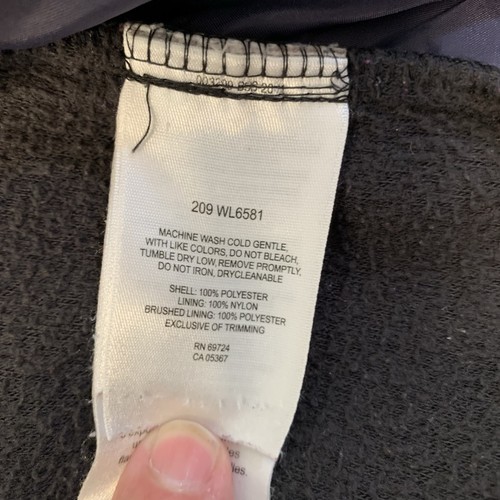 209 WL6581
MACHINE WASH COLD GENTLE,
WITH LIKE COLORS, DO NOT BLEACH,
TUMBLE DRY LOW, REMOVE PROMPTLY,
DO NOT IRON, DRYCLEANABLE
SHELL: 100% POLYESTER
LINING: 100% NYLON
BRUSHED LINING: 100% POLYESTER
EXCLUSIVE OF TRIMMING
RN 69724
CA 05367